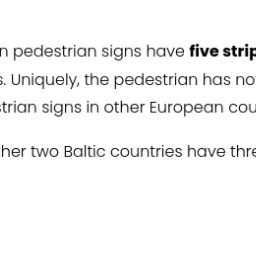 n pedestrian signs have five strip
s. Uniquely, the pedestrian has no
strian signs in other European cou
ther two Baltic countries have thre